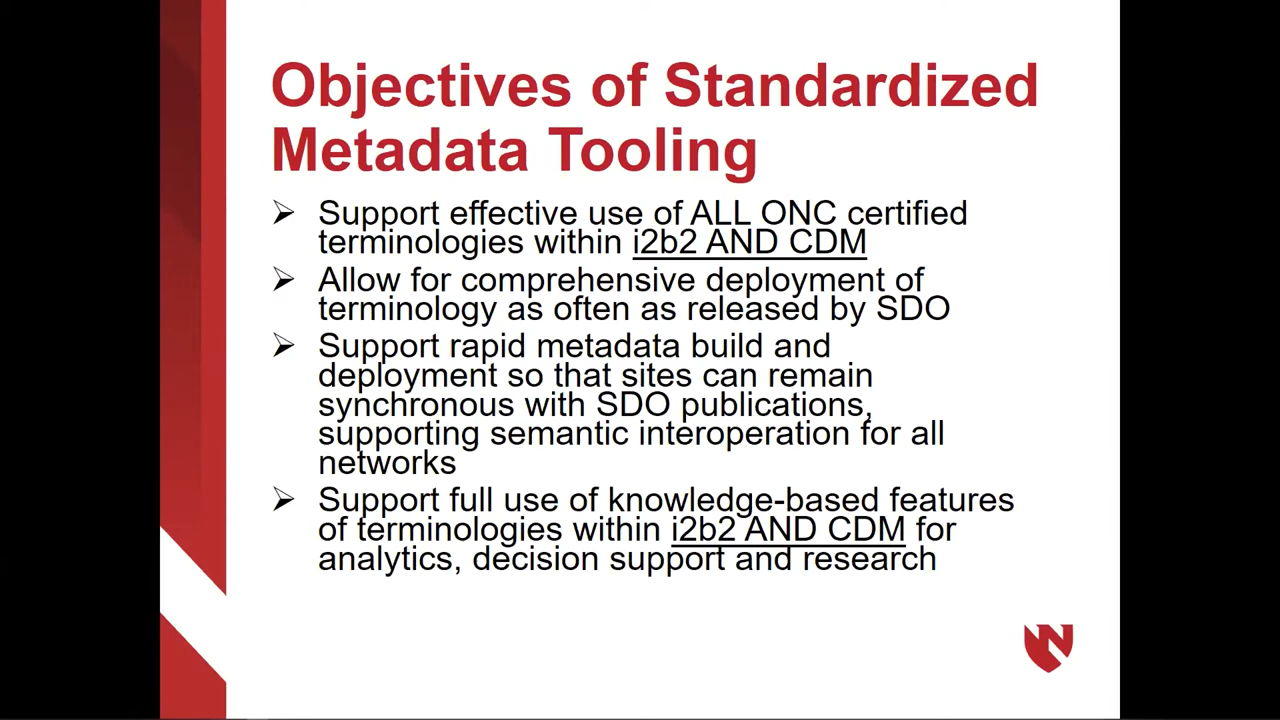 Objectives of Standardized
Metadata Tooling
➢ Support effective use of ALL ONC certified
terminologies within i2b2 AND CDM
➢ Allow for comprehensive deployment of
terminology as often as released by SDO
➢ Support rapid metadata build and
deployment so that sites can remain
synchronous with SDO publications,
supporting semantic interoperation for all
networks
➢ Support full use of knowledge-based features
of terminologies within i2b2 AND CDM for
analytics, decision support and research
N